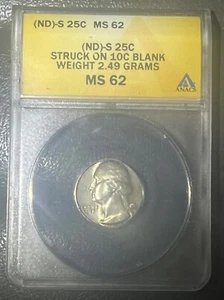 (ND)-S 25C MS 62
(ND)-S 25C
STRUCK ON 10C BLANK
WEIGHT 2.49 GRAMS
MS 62
ANACS